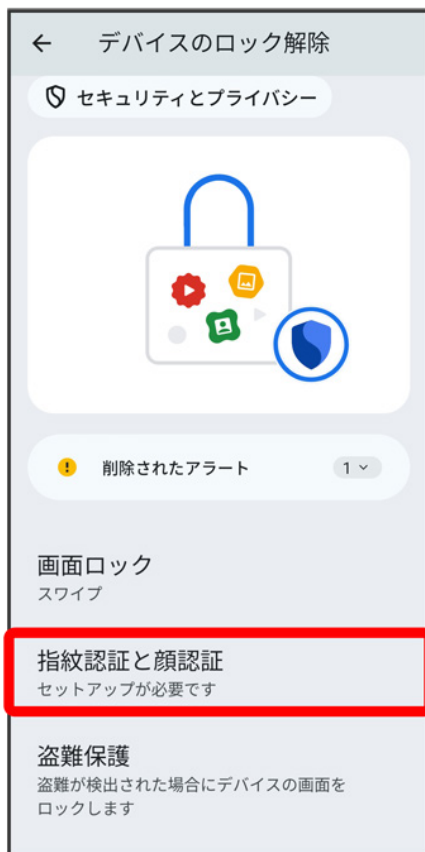 デバイスのロック解除
セキュリティとプライバシー
削除されたアラート 1
画面ロック
スワイプ
指紋認証と顔認証
セットアップが必要です
盗難保護
盗難が検出された場合にデバイスの画面を
ロックします